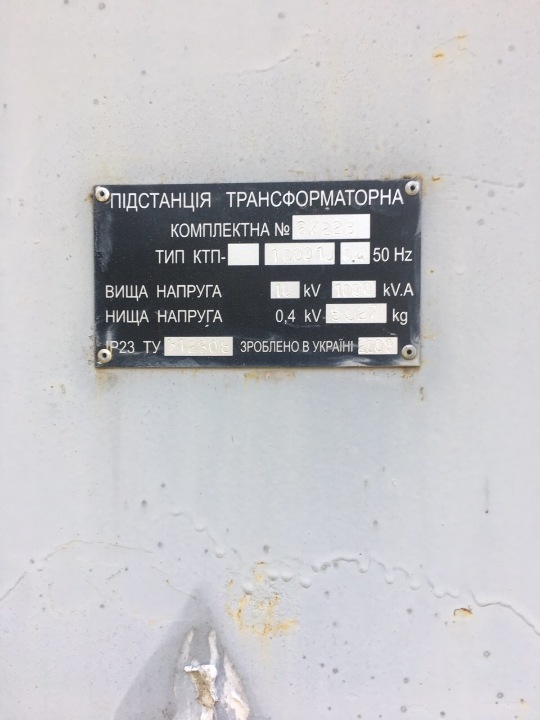 ПІДСТАНЦІЯ ТРАНСФОРМАТОРНА
КОМПЛЕКТНА №
ТИП КТП- 50 Hz
ВИЩА НАПРУГА 10 kV kV.A
НИЩА НАПРУГА 0,4 kV kg
IP23 ТУ ЗРОБЛЕНО В УКРАЇНІ